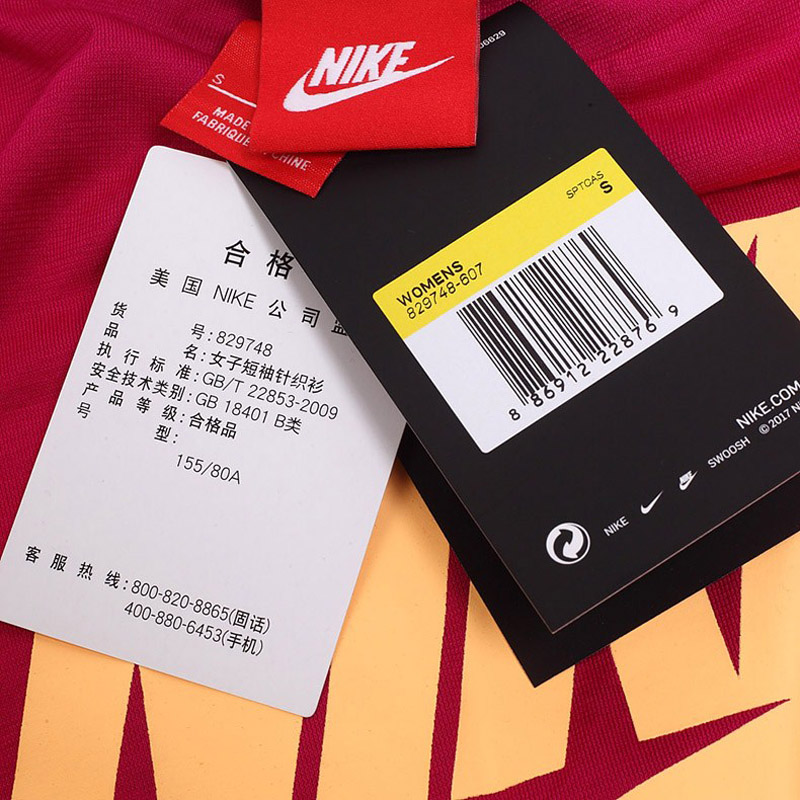 NIKE
S
MADE
FABRIQUÉ
CHINE
06629
SPTCAS
S
WOMENS
829748-607
8 86912 22876 9
NIKE.COM
© 2017 NI
NIKE
SWOOSH
合格
美国 NIKE 公司
货号:829748
品名:女子短袖针织衫
执行标准:GB/T 22853-2009
安全技术类别:GB 18401 B类
产品等级:合格品
号型:
155/80A
客服热线:800-820-8865(固话)
400-880-6453(手机)